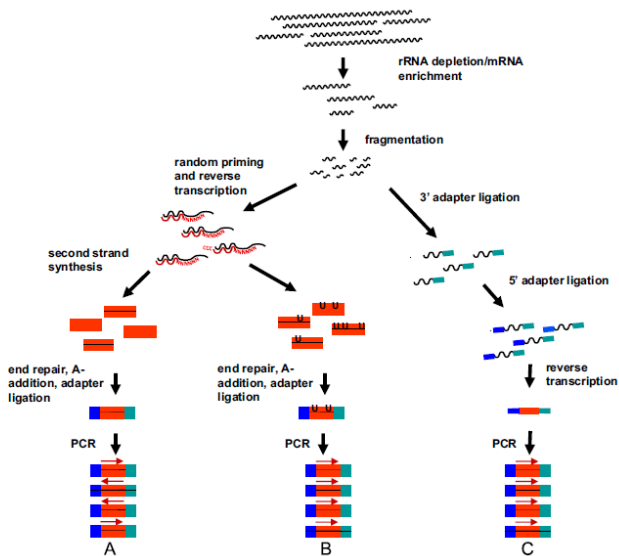 rRNA depletion/mRNA
enrichment
fragmentation
random priming
and reverse
transcription
3' adapter ligation
second strand
synthesis
5' adapter ligation
U U
U
U U U
U
end repair, A-
addition, adapter
ligation
end repair, A-
addition, adapter
ligation
reverse
transcription
U U
PCR
PCR
PCR
A
B
C